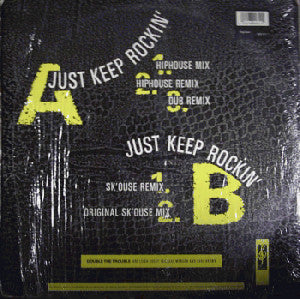 A
JUST KEEP ROCKIN'
1. HIPHOUSE MIX
2. HIPHOUSE REMIX
3. DUB REMIX
JUST KEEP ROCKIN'
B
SK'OUSE REMIX 1.
ORIGINAL SK'OUSE MIX 2.
DOUBLE THE TROUBLE